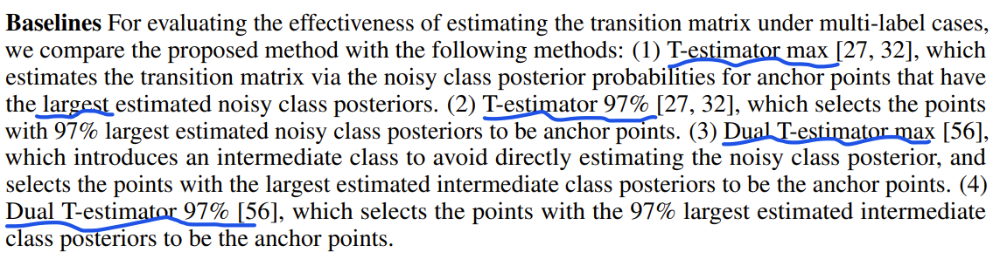 Baselines For evaluating the effectiveness of estimating the transition matrix under multi-label cases,
we compare the proposed method with the following methods: (1) T-estimator max [27, 32], which
estimates the transition matrix via the noisy class posterior probabilities for anchor points that have
the largest estimated noisy class posteriors. (2) T-estimator 97% [27, 32], which selects the points
with 97% largest estimated noisy class posteriors to be anchor points. (3) Dual T-estimator max [56],
which introduces an intermediate class to avoid directly estimating the noisy class posterior, and
selects the points with the largest estimated intermediate class posteriors to be the anchor points. (4)
Dual T-estimator 97% [56], which selects the points with the 97% largest estimated intermediate
class posteriors to be the anchor points.